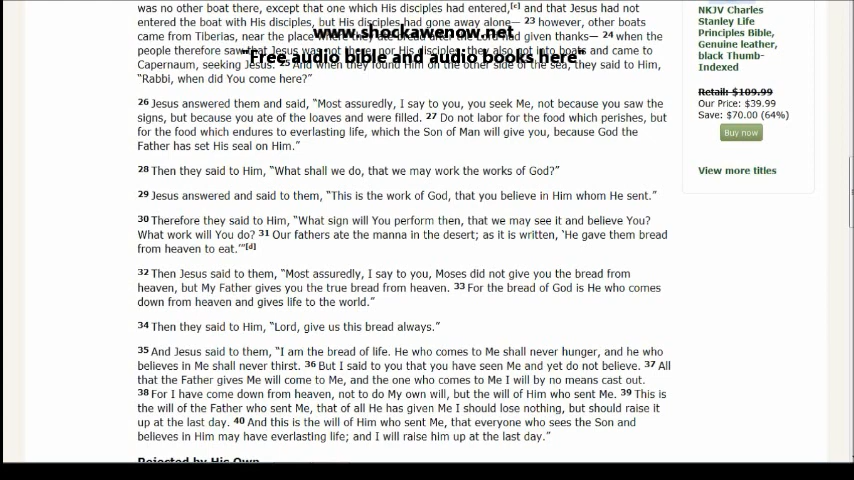 was no other boat there, except that one which His disciples had entered,[c] and that Jesus had not
entered the boat with His disciples, but His disciples had gone away alone— 23 however, other boats
www.shockawenow.net
came from Tiberias, near the place where they ate bread after the Lord had given thanks— 24 when the
people therefore saw that Jesus was not there, nor His disciples, they also got into boats and came to
"Free audio bible and audio books here"
Capernaum, seeking Jesus. 25 And when they found Him on the other side of the sea, they said to Him,
“Rabbi, when did You come here?”
26 Jesus answered them and said, “Most assuredly, I say to you, you seek Me, not because you saw the
signs, but because you ate of the loaves and were filled. 27 Do not labor for the food which perishes, but
for the food which endures to everlasting life, which the Son of Man will give you, because God the
Father has set His seal on Him.”
28 Then they said to Him, “What shall we do, that we may work the works of God?”
29 Jesus answered and said to them, “This is the work of God, that you believe in Him whom He sent.”
30 Therefore they said to Him, “What sign will You perform then, that we may see it and believe You?
What work will You do? 31 Our fathers ate the manna in the desert; as it is written, ‘He gave them bread
from heaven to eat.’”[d]
32 Then Jesus said to them, “Most assuredly, I say to you, Moses did not give you the bread from
heaven, but My Father gives you the true bread from heaven. 33 For the bread of God is He who comes
down from heaven and gives life to the world.”
34 Then they said to Him, “Lord, give us this bread always.”
35 And Jesus said to them, “I am the bread of life. He who comes to Me shall never hunger, and he who
believes in Me shall never thirst. 36 But I said to you that you have seen Me and yet do not believe. 37 All
that the Father gives Me will come to Me, and the one who comes to Me I will by no means cast out.
38 For I have come down from heaven, not to do My own will, but the will of Him who sent Me. 39 This is
the will of the Father who sent Me, that of all He has given Me I should lose nothing, but should raise it
up at the last day. 40 And this is the will of Him who sent Me, that everyone who sees the Son and
believes in Him may have everlasting life; and I will raise him up at the last day.”
Rejected by His Own
NKJV Charles
Stanley Life
Principles Bible,
Genuine leather,
black Thumb-
Indexed
Retail: $109.99
Our Price: $39.99
Save: $70.00 (64%)
Buy now
View more titles